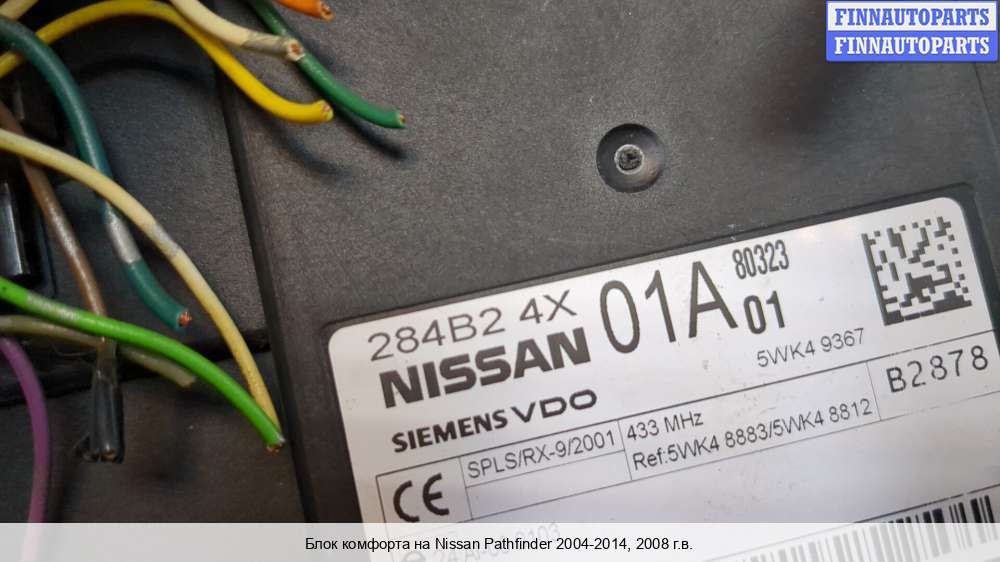 FINNAUTOPARTS
FINNAUTOPARTS
284B2 4X 01A 80323
NISSAN 01
SIEMENS VDO
5WK4 9367
B2878
SPLS/RX-9/2001
433 MHz
Ref:5WK4 8883/5WK4 8812
CE
Блок комфорта на Nissan Pathfinder 2004-2014, 2008 г.в.